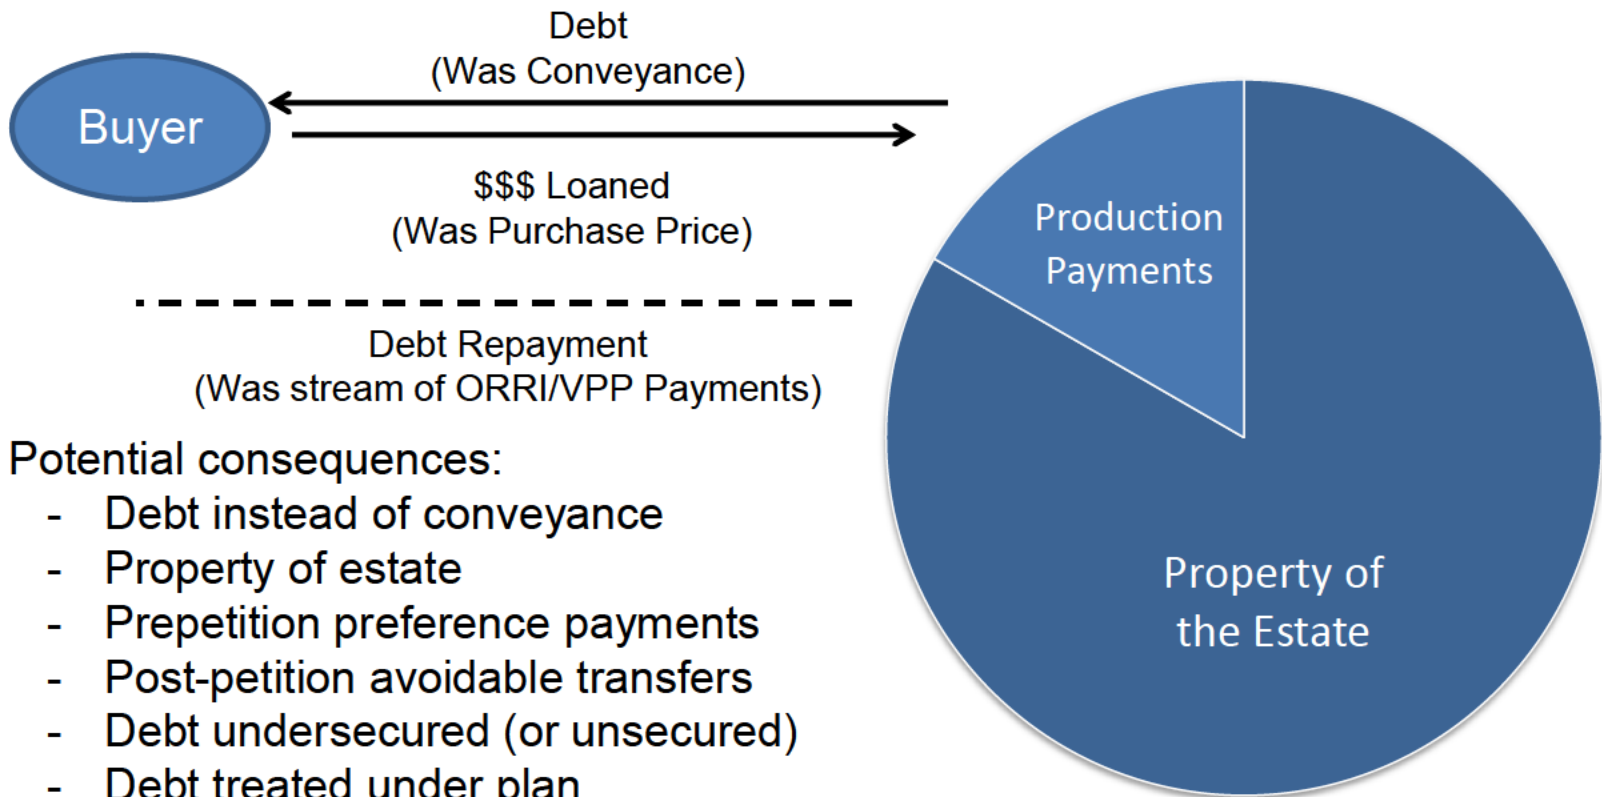 Debt
(Was Conveyance)
Buyer
$$$ Loaned
(Was Purchase Price)
Production
Payments
Debt Repayment
(Was stream of ORRI/VPP Payments)
Potential consequences:
- Debt instead of conveyance
- Property of estate
- Prepetition preference payments
- Post-petition avoidable transfers
- Debt undersecured (or unsecured)
- Debt treated under plan
Property of
the Estate